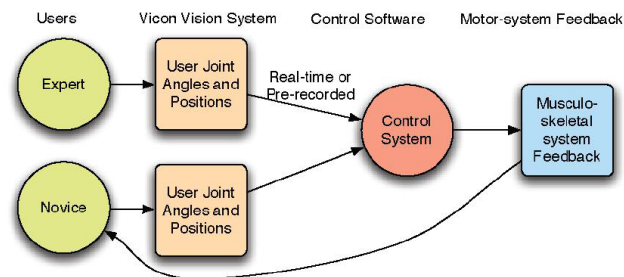 Users
Vicon Vision System
Control Software
Motor-system Feedback
Expert
User Joint
Angles and
Positions
Real-time or
Pre-recorded
Control
System
Musculo-
skeletal
system
Feedback
Novice
User Joint
Angles and
Positions